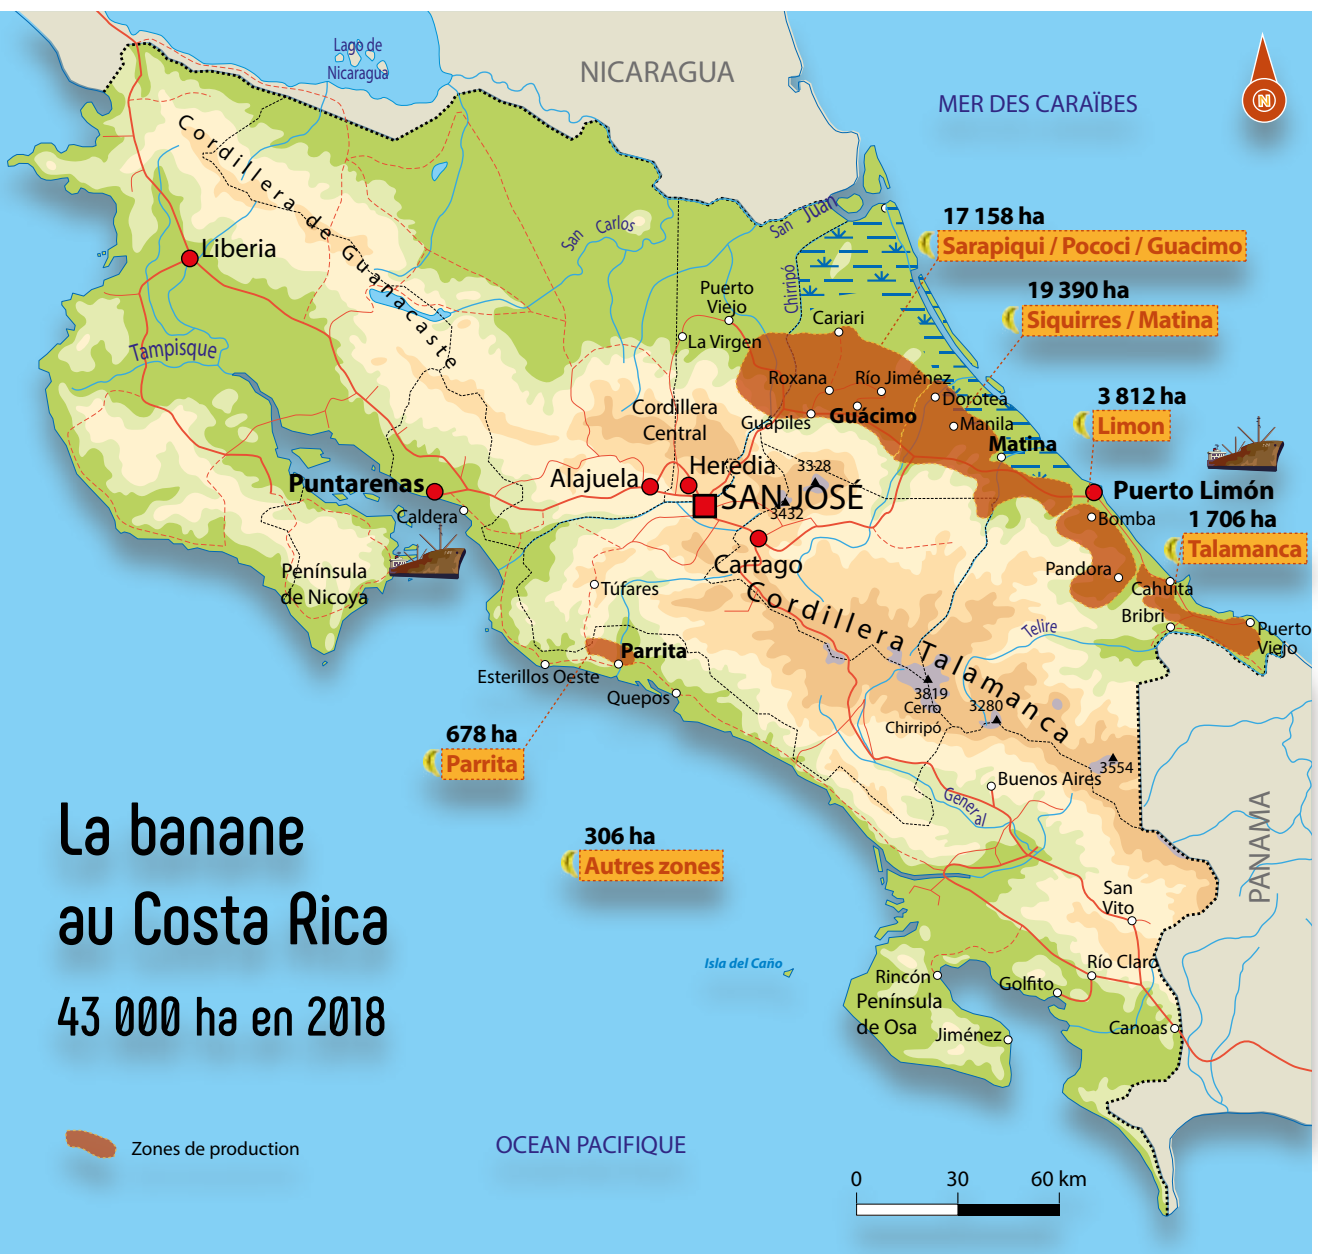 Lago de
Nicaragua
NICARAGUA
MER DES CARAÏBES
N
Cordillera de Guanacaste
San Carlos
San Juan
Chirripó
17 158 ha
Sarapiqui / Pococi / Guacimo
Liberia
19 390 ha
Siquirres / Matina
Puerto
Viejo
Cariari
La Virgen
Tampisque
Roxana
Río Jiménez
Dorotea
3 812 ha
Limon
Cordillera
Central
Guápiles
Guácimo
Manila
Matina
Heredia
3328
Alajuela
Puntarenas
SAN JOSÉ
3432
Puerto Limón
Caldera
Bomba
1 706 ha
Talamanca
Cartago
Península
de Nicoya
Túfares
Pandora
Cahuita
Cordillera Talamanca
Bribri
Telire
Puerto
Viejo
Parrita
Esterillos Oeste
Quepos
3819
Cerro
Chirripó
3280
678 ha
Parrita
3554
Buenos Aires
General
PANAMA
La banane
au Costa Rica
43 000 ha en 2018
306 ha
Autres zones
San
Vito
Isla del Caño
Río Claro
Rincón
Golfito
Península
de Osa
Jiménez
Canoas
Zones de production
OCEAN PACIFIQUE
0 30 60 km